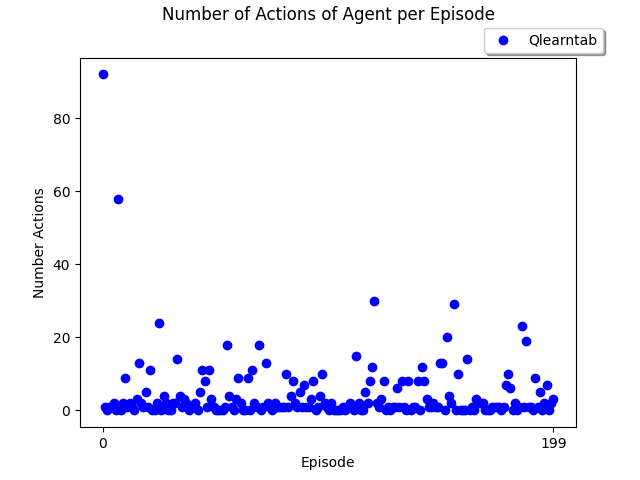 Number of Actions of Agent per Episode
Qlearntab
80
60
40
20
0
Number Actions
0
199
Episode